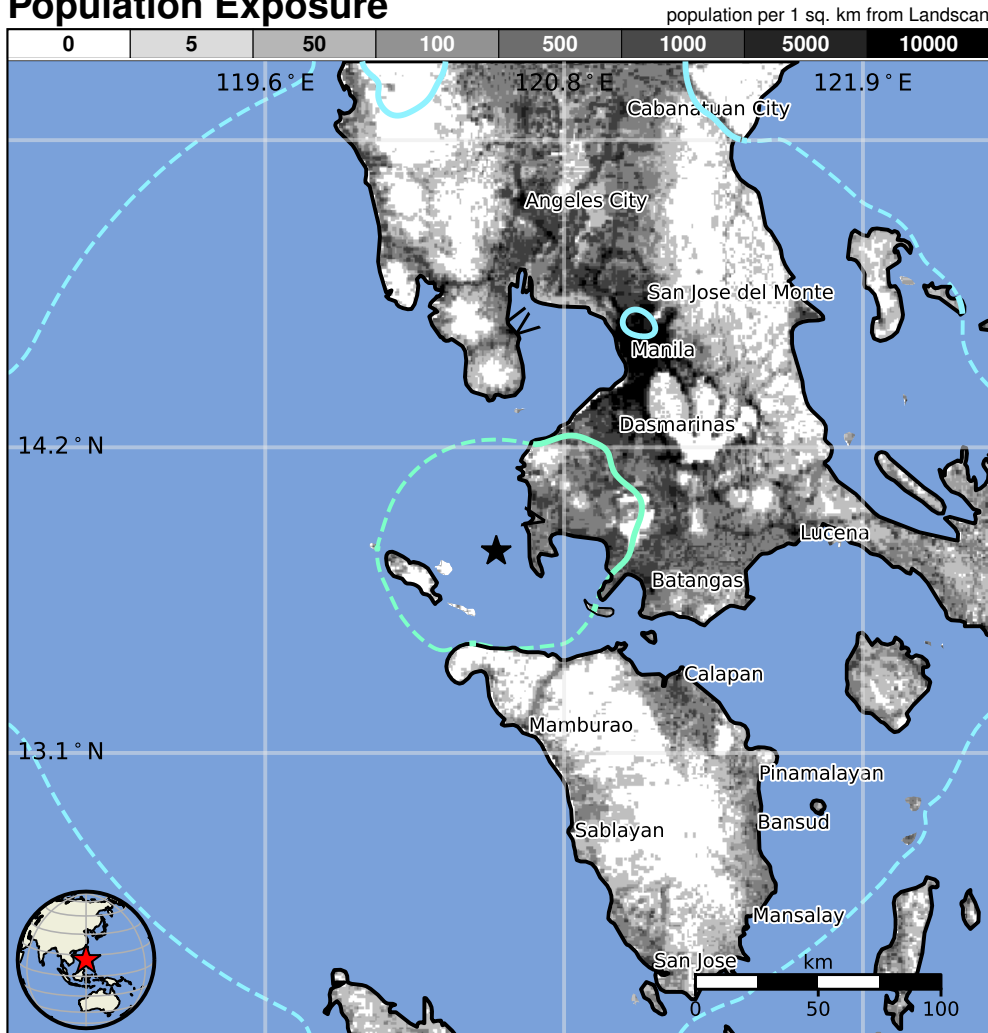 Population Exposure
population per 1 sq. km from Landscan
0 5 50 100 500 1000 5000 10000
119.6°E 120.8°E 121.9°E
Cabanatuan City
Angeles City
San Jose del Monte
Manila
Dasmarinas
14.2°N
Lucena
Batangas
Calapan
Mamburao
13.1°N
Pinamalayan
Bansud
Sablayan
Mansalay
San Jose
km
0 50 100